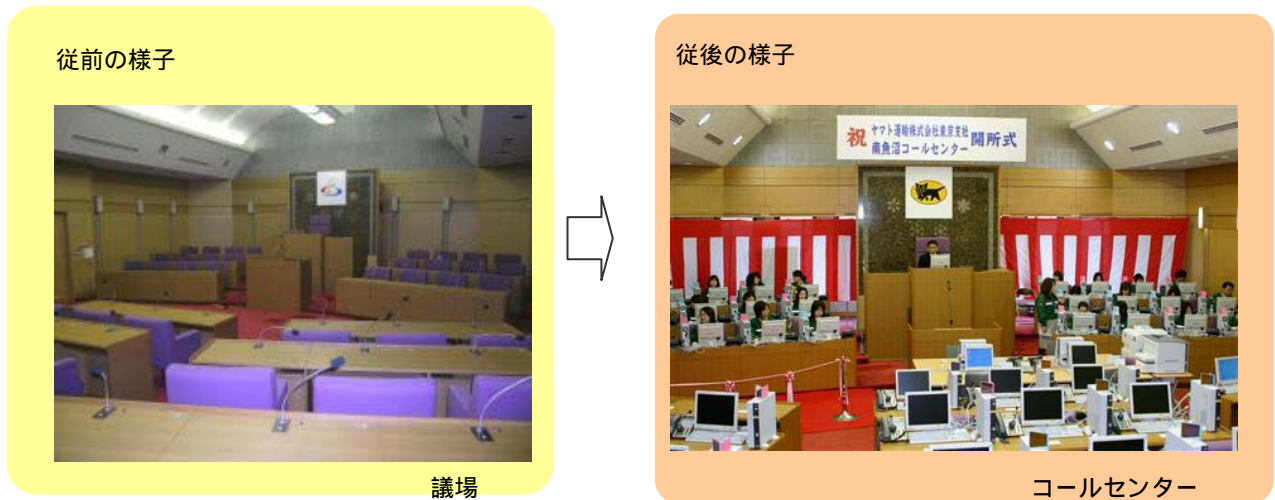 従前の様子
議場
従後の様子
祝
ヤマト運輸株式会社東京支社
南魚沼コールセンター
開所式
コールセンター